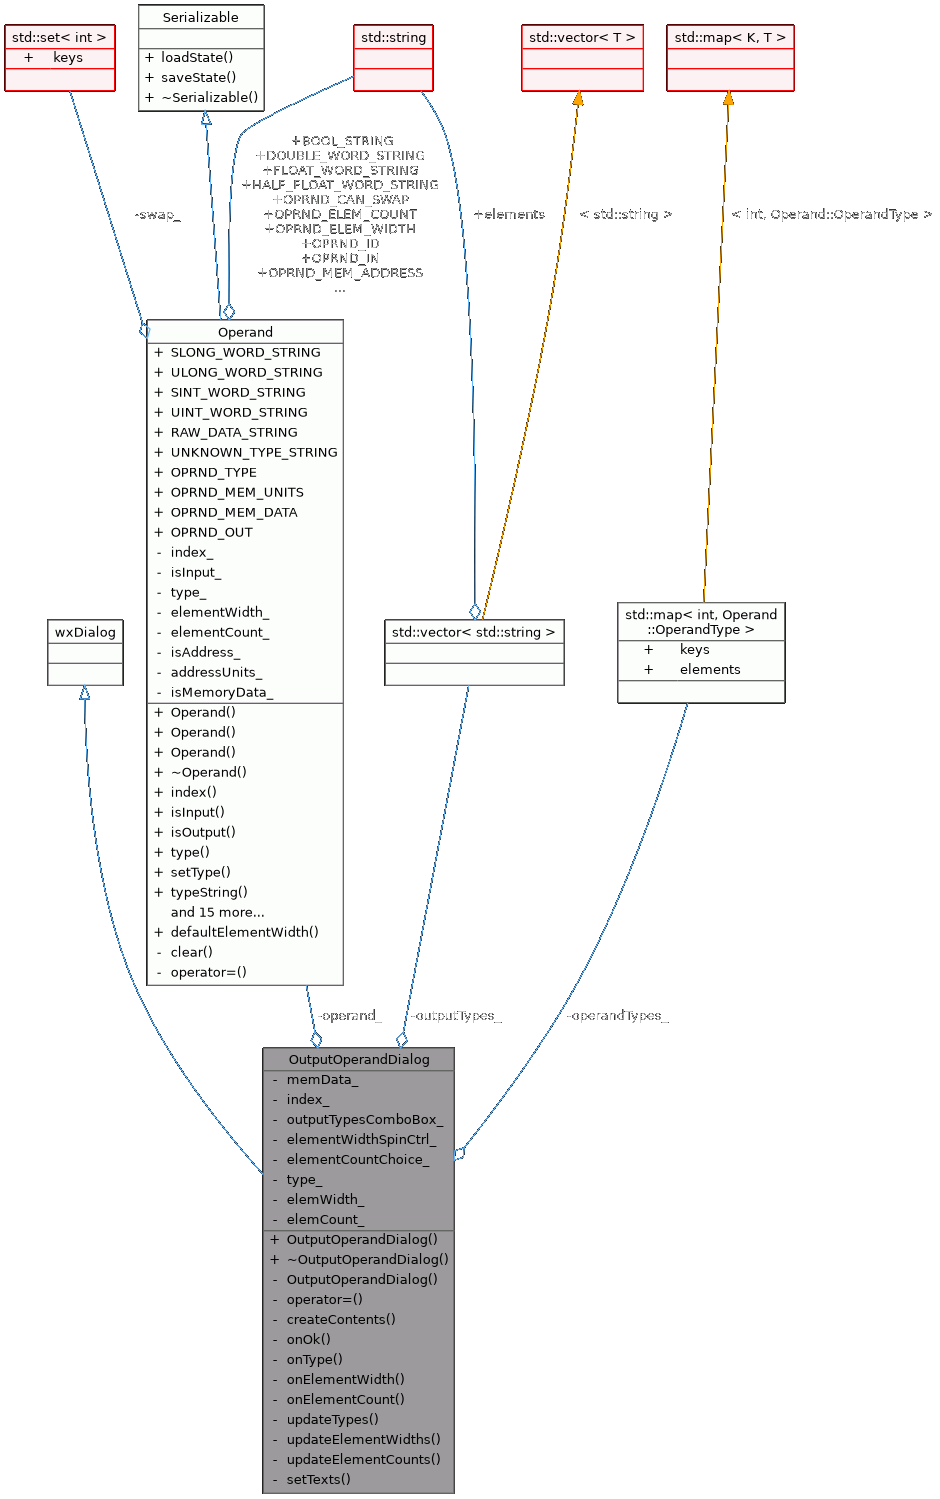 std::set< int >
+ keys
Serializable
+ loadState()
+ saveState()
+ ~Serializable()
std::string
std::vector< T >
std::map< K, T >
+BOOL_STRING
+DOUBLE_WORD_STRING
+FLOAT_WORD_STRING
+HALF_FLOAT_WORD_STRING
+OPRND_CAN_SWAP
+OPRND_ELEM_COUNT
+OPRND_ELEM_WIDTH
+OPRND_ID
+OPRND_IN
+OPRND_MEM_ADDRESS
...
-swap_
+elements
< std::string >
< int, Operand::OperandType >
Operand
+ SLONG_WORD_STRING
+ ULONG_WORD_STRING
+ SINT_WORD_STRING
+ UINT_WORD_STRING
+ RAW_DATA_STRING
+ UNKNOWN_TYPE_STRING
+ OPRND_TYPE
+ OPRND_MEM_UNITS
+ OPRND_MEM_DATA
+ OPRND_OUT
- index_
- isInput_
- type_
- elementWidth_
- elementCount_
- isAddress_
- addressUnits_
- isMemoryData_
+ Operand()
+ Operand()
+ Operand()
+ ~Operand()
+ index()
+ isInput()
+ isOutput()
+ type()
+ setType()
+ typeString()
and 15 more...
+ defaultElementWidth()
- clear()
- operator=()
wxDialog
std::vector< std::string >
std::map< int, Operand
::OperandType >
+ keys
+ elements
-operand_
-outputTypes_
-operandTypes_
OutputOperandDialog
- memData_
- index_
- outputTypesComboBox_
- elementWidthSpinCtrl_
- elementCountChoice_
- type_
- elemWidth_
- elemCount_
+ OutputOperandDialog()
+ ~OutputOperandDialog()
- OutputOperandDialog()
- operator=()
- createContents()
- onOk()
- onType()
- onElementWidth()
- onElementCount()
- updateTypes()
- updateElementWidths()
- updateElementCounts()
- setTexts()